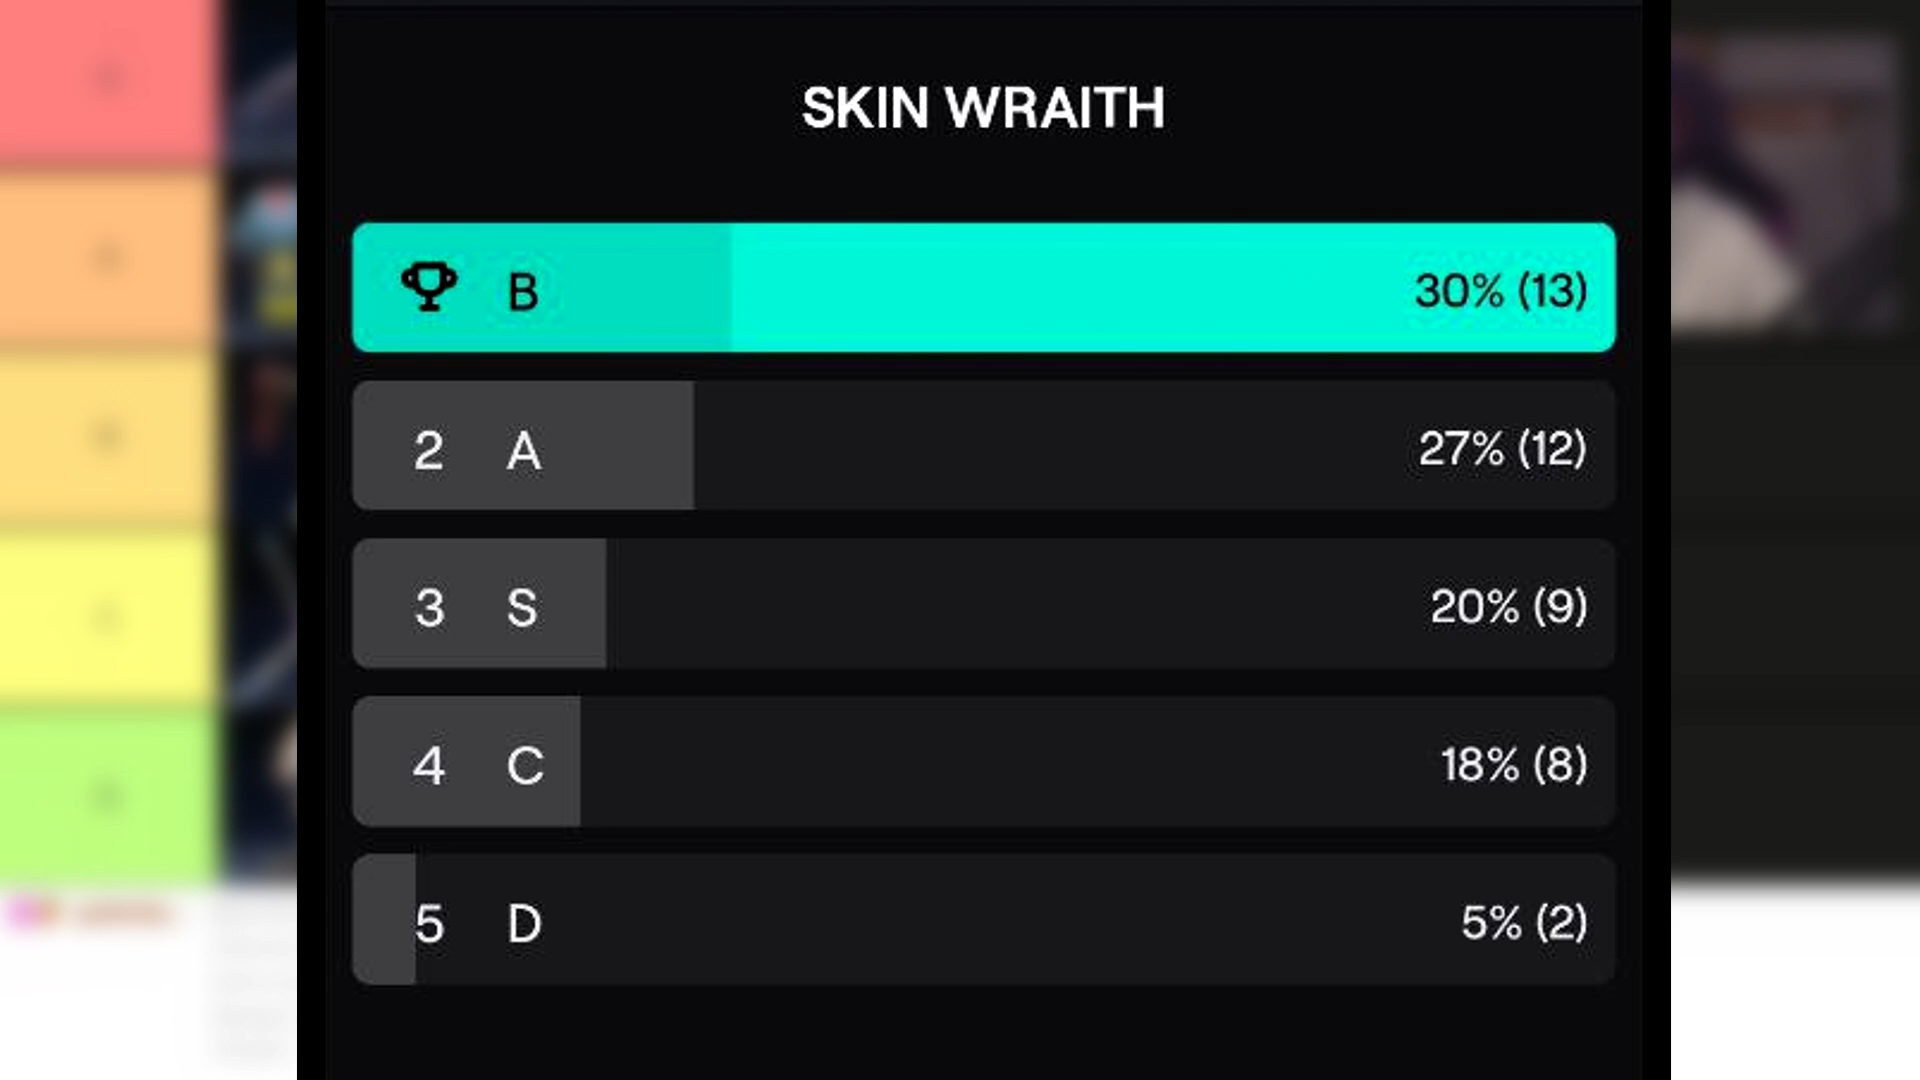 SKIN WRAITH
B 30% (13)
2 A 27% (12)
3 S 20% (9)
4 C 18% (8)
5 D 5% (2)